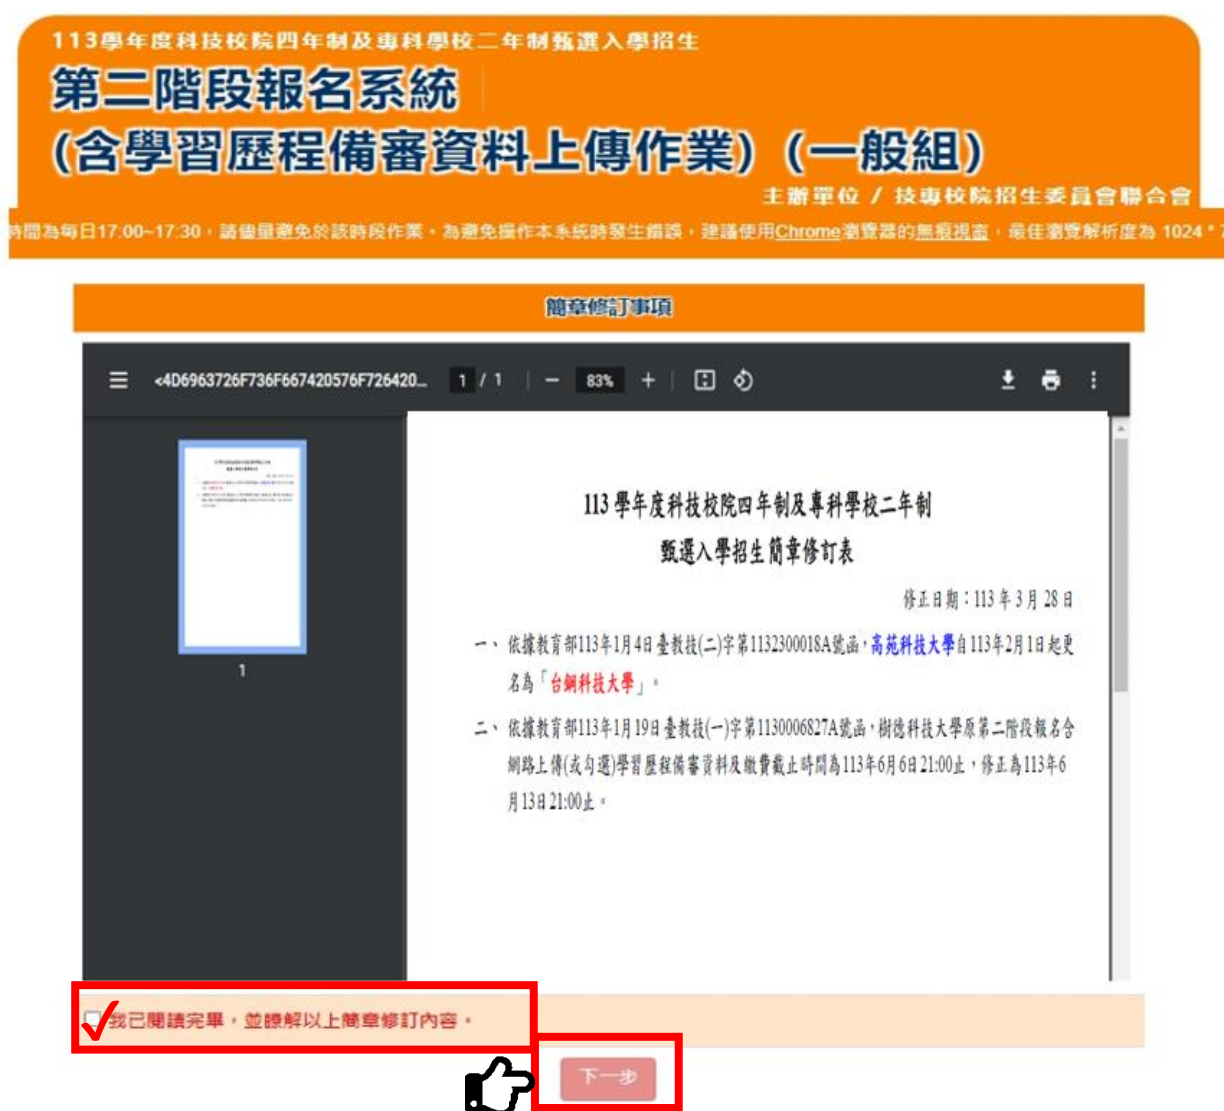 113學年度科技校院四年制及專科學校二年制甄選入學招生
第二階段報名系統
(含學習歷程備審資料上傳作業) (一般組)
主辦單位 / 技專校院招生委員會聯合會
時間為每日17:00~17:30，請儘量避免於該時段作業。為避免操作本系統時發生錯誤，建議使用Chrome瀏覽器的無痕視窗，最佳瀏覽解析度為 1024 * 7
簡章修訂事項
<4D6963726F736F667420576F726420... 1 / 1 — 83% +
113 學年度科技校院四年制及專科學校二年制
甄選入學招生簡章修訂表
修正日期：113 年 3 月 28 日
一、 依據教育部113年1月4日臺教技(二)字第1132300018A號函，高苑科技大學自113年2月1日起更
名為「台鋼科技大學」。
二、 依據教育部113年1月19日臺教技(一)字第1130006827A號函，樹德科技大學原第二階段報名含
網路上傳(或勾選)學習歷程備審資料及繳費截止時間為113年6月6日21:00止，修正為113年6
月13日21:00止。
1
我已閱讀完畢，並瞭解以上簡章修訂內容。
下一步